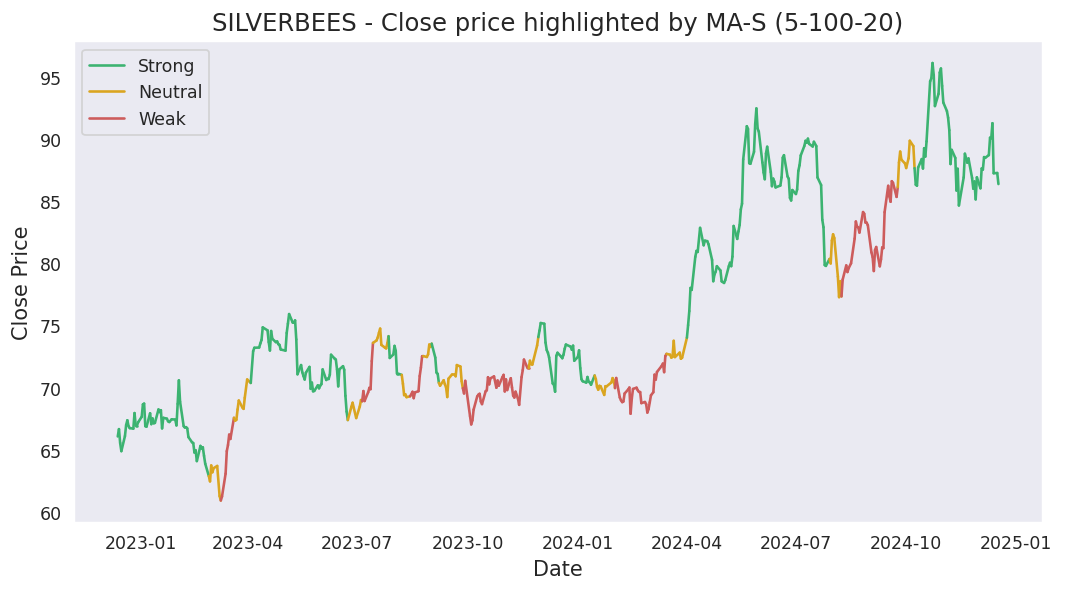 SILVERBEES - Close price highlighted by MA-S (5-100-20)
Strong
Neutral
Weak
Close Price
95
90
85
80
75
70
65
60
2023-01 2023-04 2023-07 2023-10 2024-01 2024-04 2024-07 2024-10 2025-01
Date